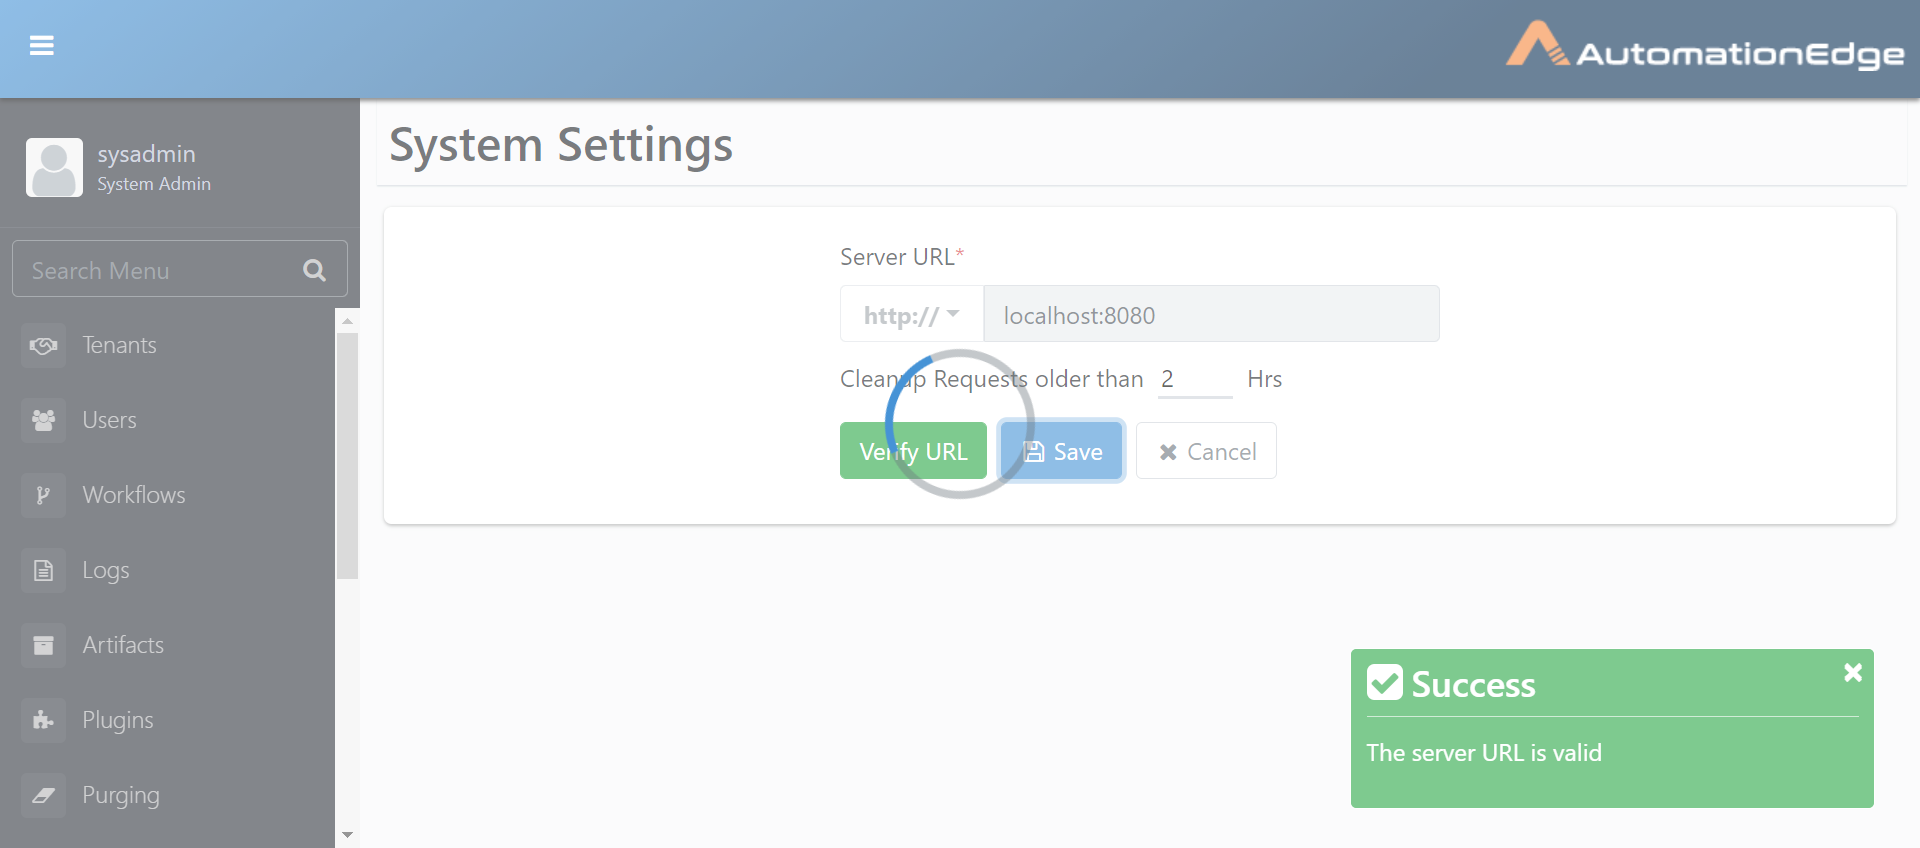 AutomationEdge
sysadmin
System Admin
Search Menu
Tenants
Users
Workflows
Logs
Artifacts
Plugins
Purging
System Settings
Server URL*
http:// localhost:8080
Cleanup Requests older than 2 Hrs
Verify URL Save Cancel
Success
The server URL is valid